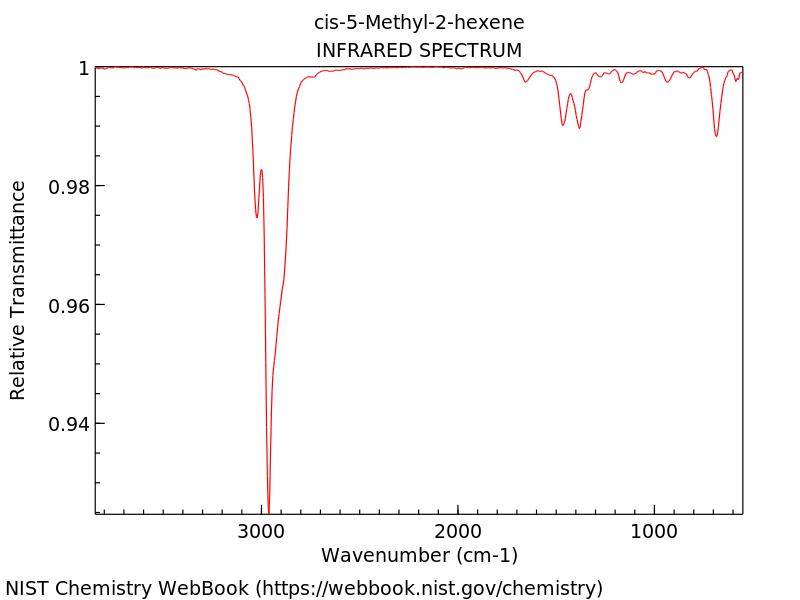 cis-5-Methyl-2-hexene
INFRARED SPECTRUM
1
0.98
0.96
0.94
Relative Transmittance
3000 2000 1000
Wavenumber (cm-1)
NIST Chemistry WebBook (https://webbook.nist.gov/chemistry)